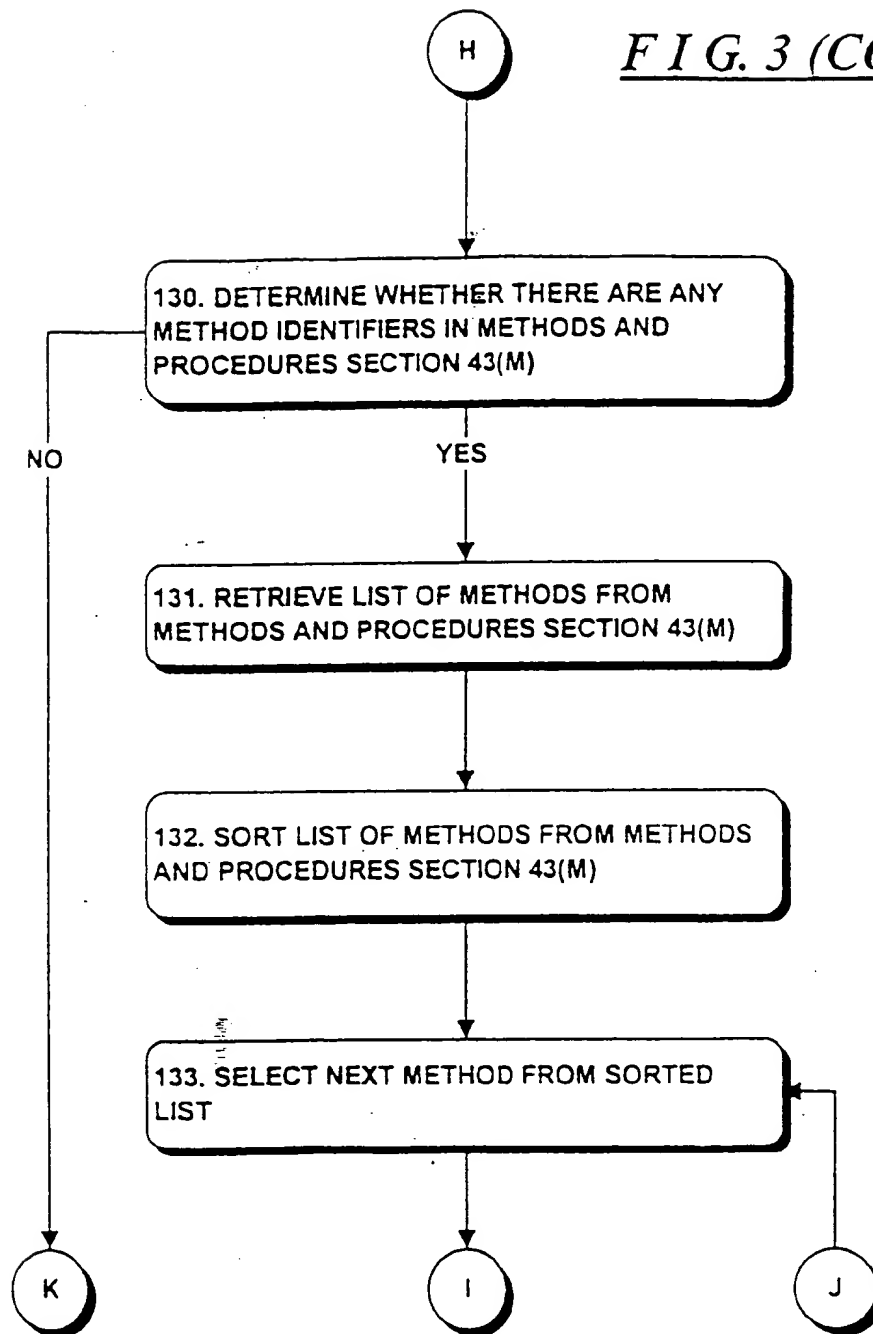 H
F I G. 3 (C
130. DETERMINE WHETHER THERE ARE ANY
METHOD IDENTIFIERS IN METHODS AND
PROCEDURES SECTION 43(M)
NO
YES
131. RETRIEVE LIST OF METHODS FROM
METHODS AND PROCEDURES SECTION 43(M)
132. SORT LIST OF METHODS FROM METHODS
AND PROCEDURES SECTION 43(M)
133. SELECT NEXT METHOD FROM SORTED
LIST
K
I
J